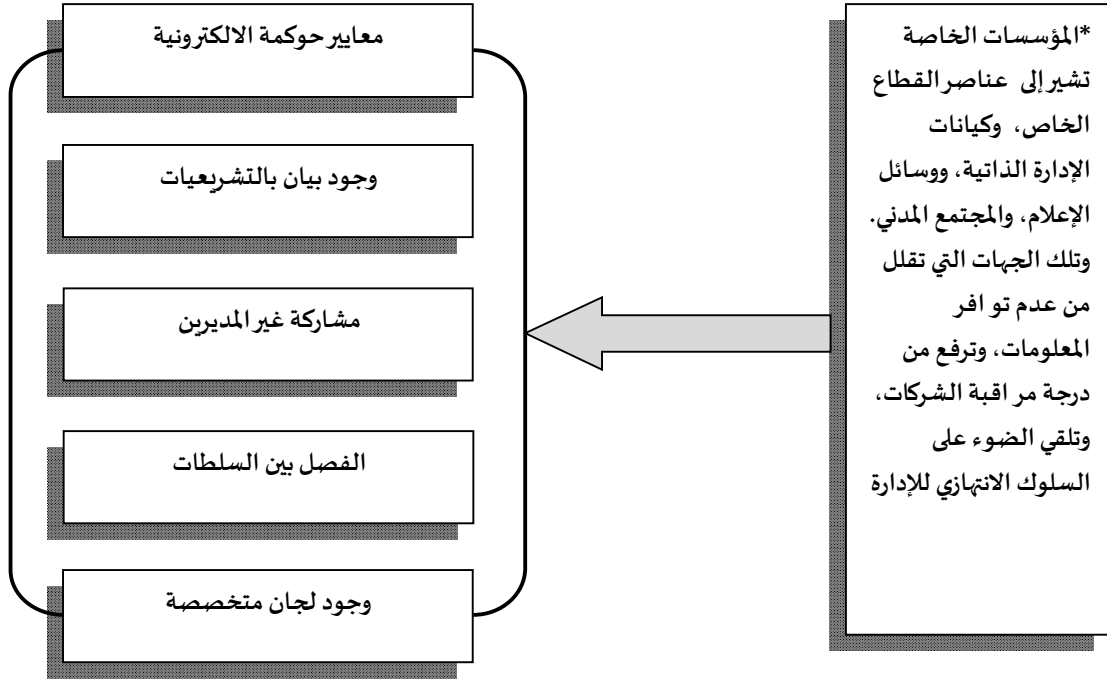 *المؤسسات الخاصة
تشير إلى عناصر القطاع
الخاص، وكيانات
الإدارة الذاتية، ووسائل
الإعلام، والمجتمع المدني.
وتلك الجهات التي تقلل
من عدم تو افر
المعلومات، وترفع من
درجة مر اقبة الشركات،
وتلقي الضوء على
السلوك الانتهازي للإدارة
معايير حوكمة الالكترونية
وجود بيان بالتشريعيات
مشاركة غير المديرين
الفصل بين السلطات
وجود لجان متخصصة